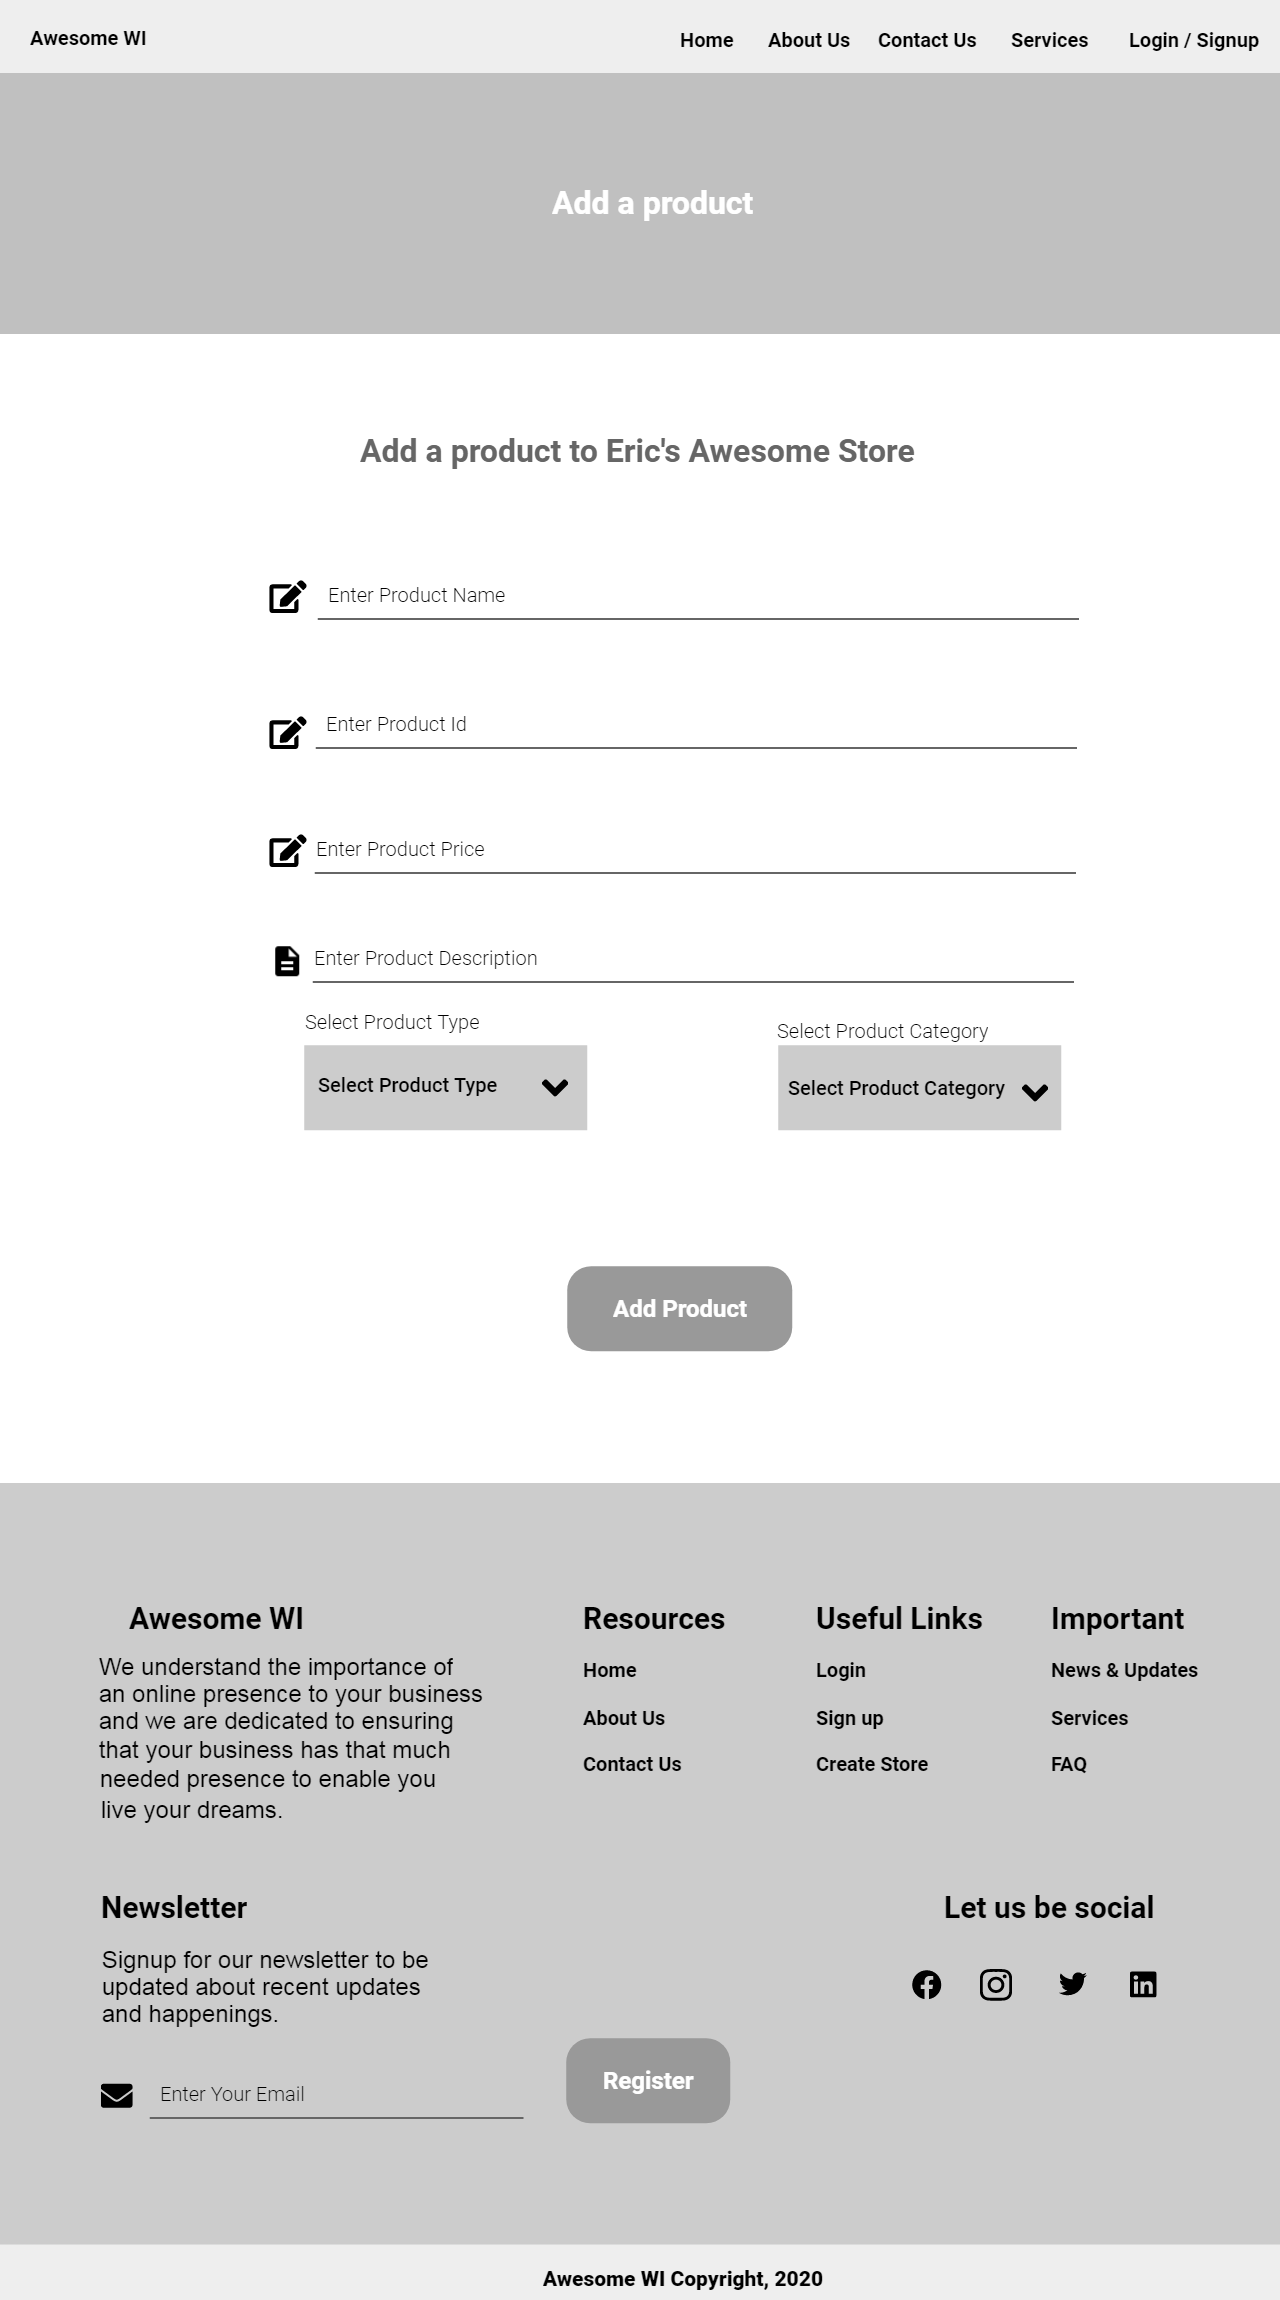 Awesome WI
Home About Us Contact Us Services Login / Signup
Add a product
Add a product to Eric's Awesome Store
Enter Product Name
Enter Product Id
Enter Product Price
Enter Product Description
Select Product Type
Select Product Type
Select Product Category
Select Product Category
Add Product
Awesome WI
We understand the importance of
an online presence to your business
and we are dedicated to ensuring
that your business has that much
needed presence to enable you
live your dreams.
Resources
Home
About Us
Contact Us
Useful Links
Login
Sign up
Create Store
Important
News & Updates
Services
FAQ
Newsletter
Signup for our newsletter to be
updated about recent updates
and happenings.
Enter Your Email
Register
Let us be social
Awesome WI Copyright, 2020